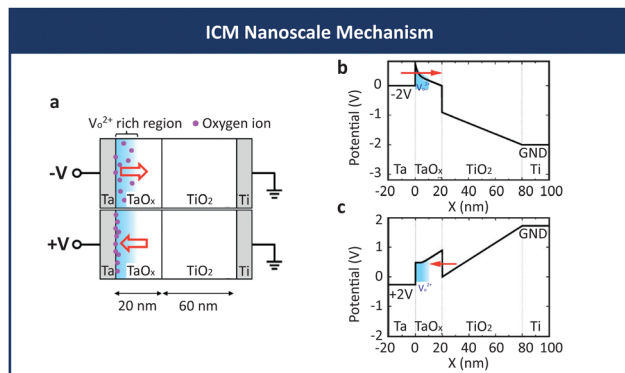 ICM Nanoscale Mechanism
a
Vₒ²⁺ rich region • Oxygen ion
-V
Ta TaOₓ TiO₂ Ti
+V
Ta TaOₓ TiO₂ Ti
20 nm 60 nm
b
Potential (V)
0
-1
-2
-3
-2V
Vₒ²⁺
GND
Ta TaOₓ TiO₂ Ti
-20 0 20 40 60 80 100
X (nm)
c
Potential (V)
2
1
0
-1
-2
+2V
Vₒ²⁺
GND
Ta TaOₓ TiO₂ Ti
-20 0 20 40 60 80 100
X (nm)